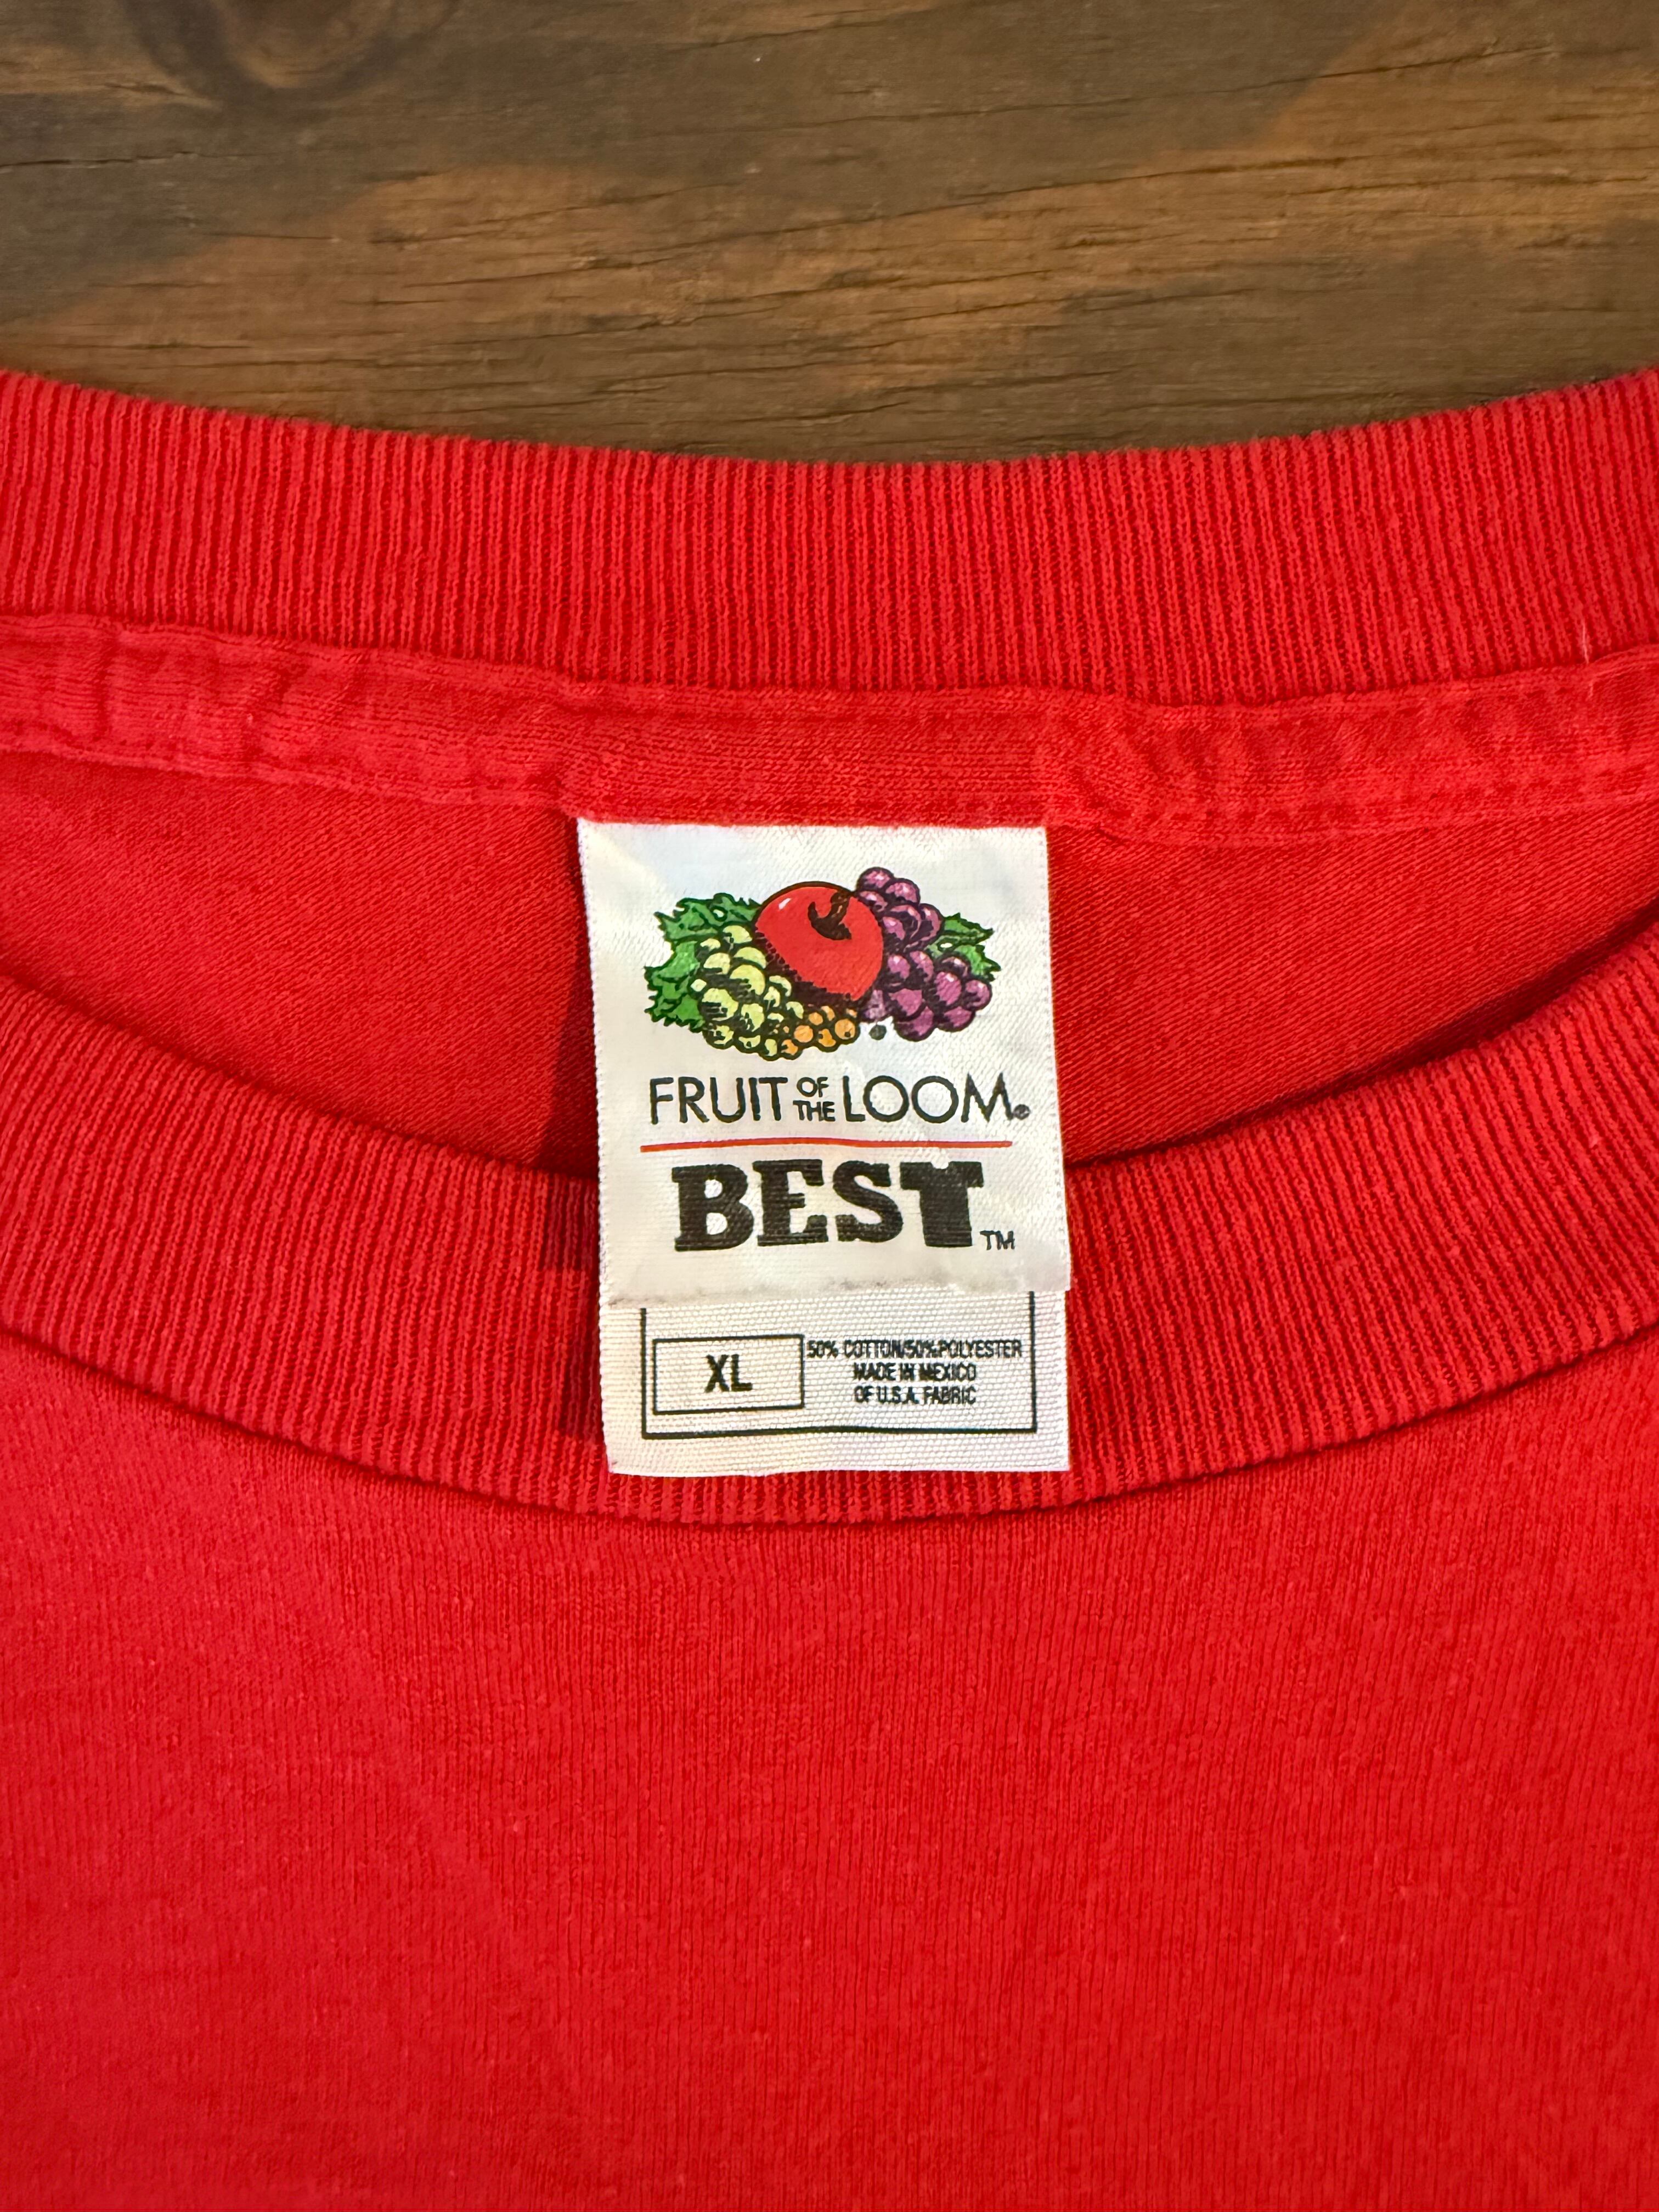 FRUIT OF THE LOOM®
BEST™
XL
50% COTTON/50%POLYESTER
MADE IN MEXICO
OF U.S.A. FABRIC